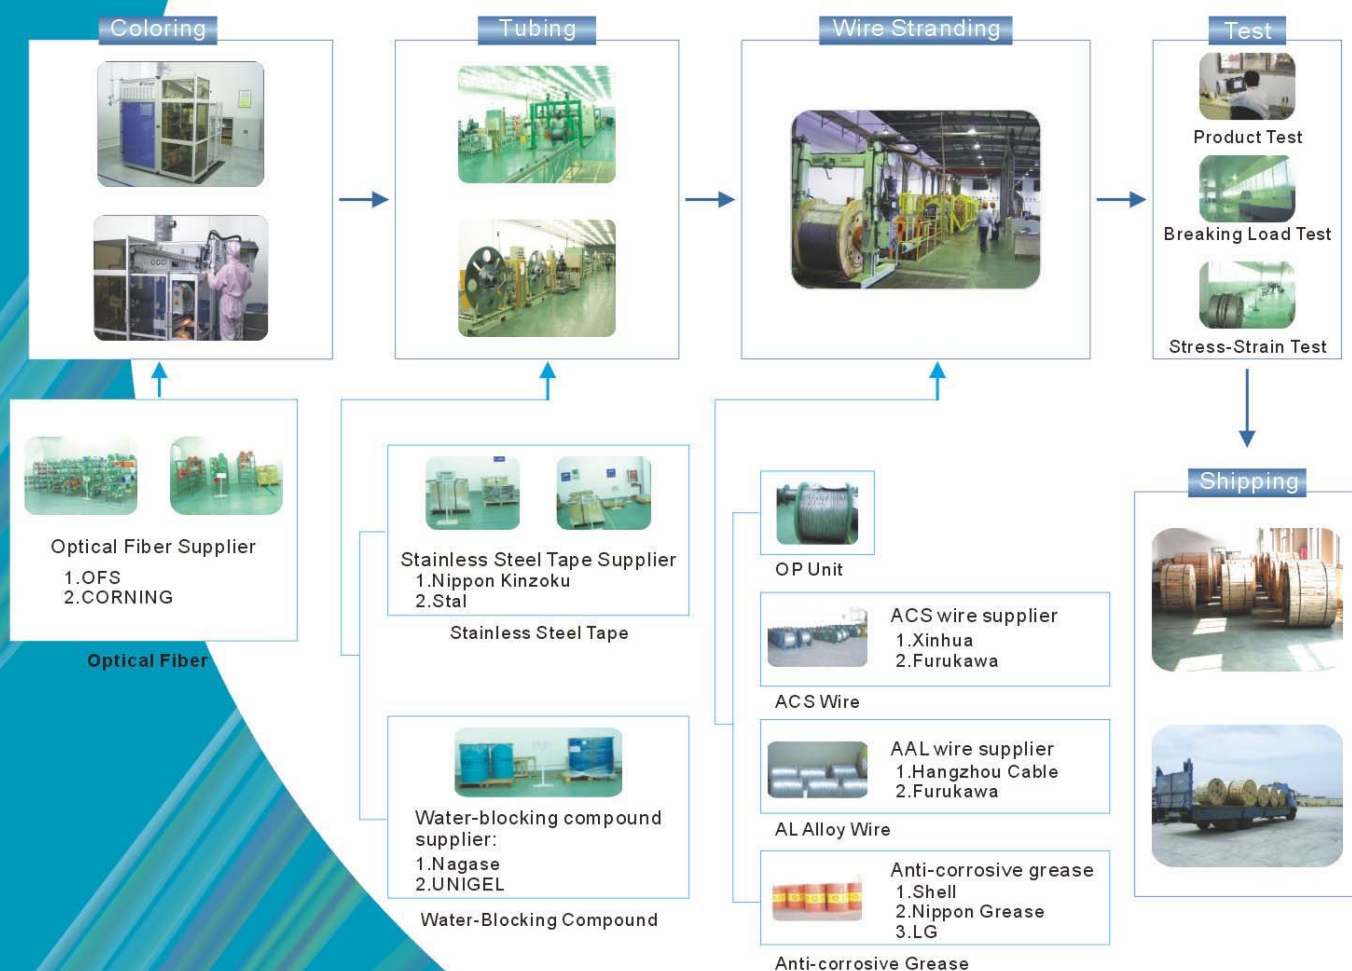 Coloring
Tubing
Wire Stranding
Test
Product Test
Breaking Load Test
Stress-Strain Test
Optical Fiber Supplier
1.OFS
2.CORNING
Optical Fiber
Stainless Steel Tape Supplier
1.Nippon Kinzoku
2.Stal
Stainless Steel Tape
Water-blocking compound
supplier:
1.Nagase
2.UNIGEL
Water-Blocking Compound
OP Unit
ACS wire supplier
1.Xinhua
2.Furukawa
ACS Wire
AAL wire supplier
1.Hangzhou Cable
2.Furukawa
AL Alloy Wire
Anti-corrosive grease
1.Shell
2.Nippon Grease
3.LG
Anti-corrosive Grease
Shipping